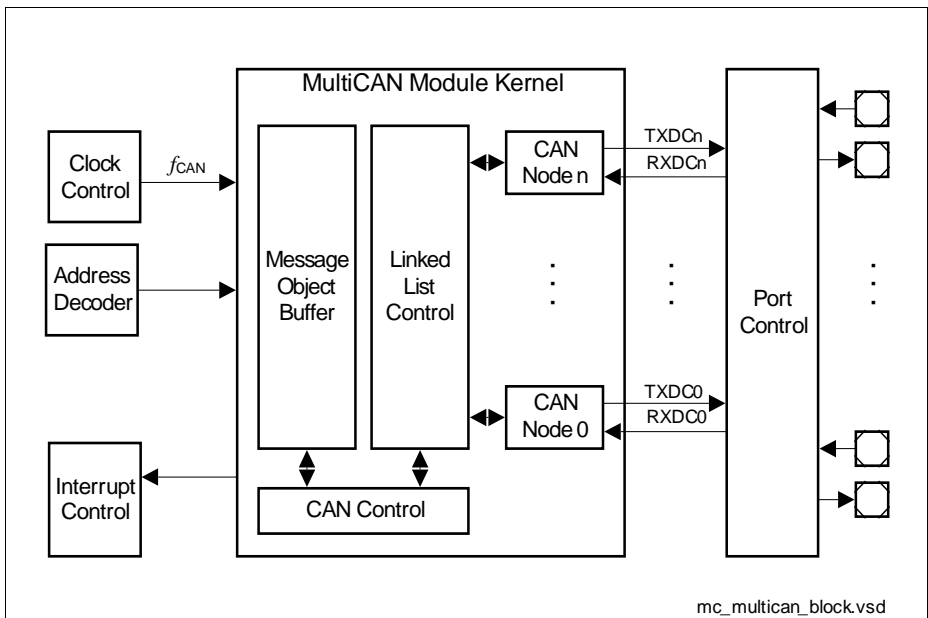 MultiCAN Module Kernel
Clock
Control
fCAN
Address
Decoder
Interrupt
Control
Message
Object
Buffer
Linked
List
Control
CAN Control
CAN
Node n
CAN
Node 0
TXDCn
RXDCn
TXDC0
RXDC0
Port
Control
mc_multican_block.vsd